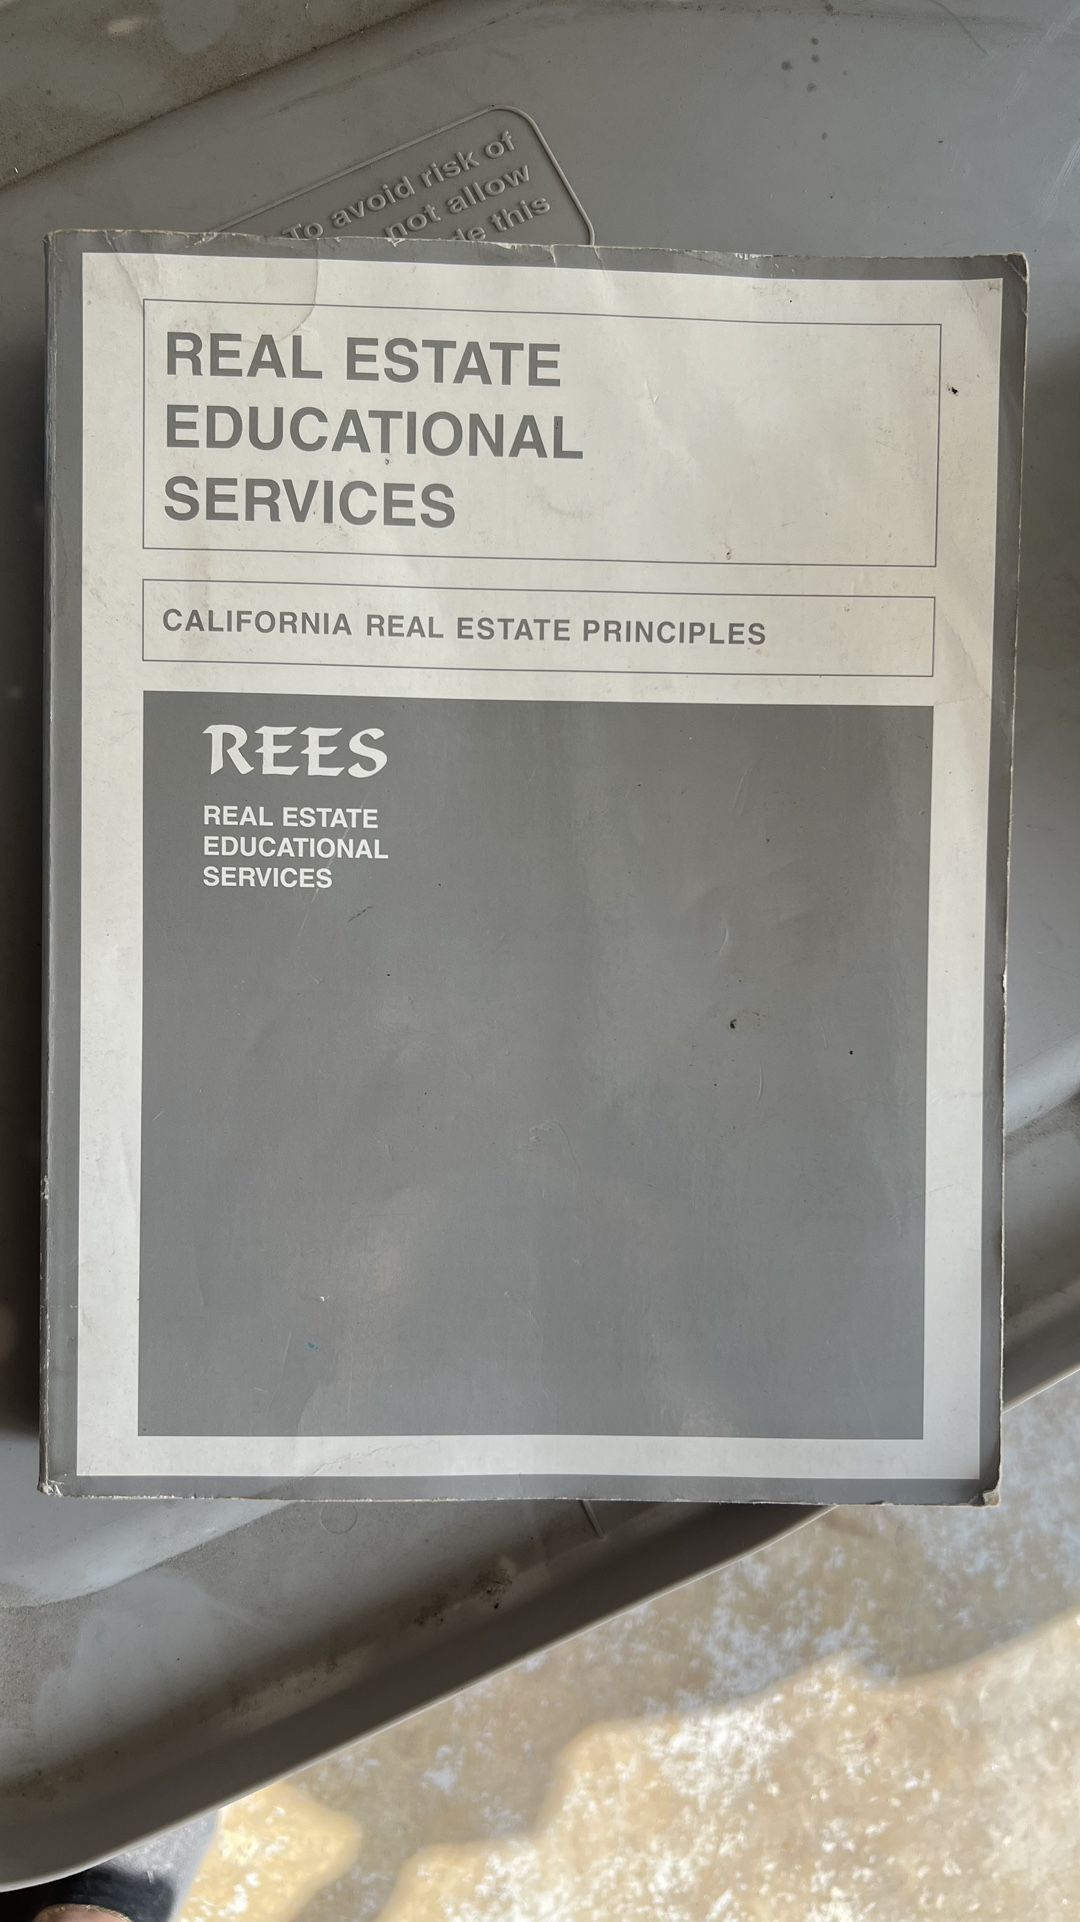 To avoid risk of
not allow
this
REAL ESTATE
EDUCATIONAL
SERVICES
CALIFORNIA REAL ESTATE PRINCIPLES
REES
REAL ESTATE
EDUCATIONAL
SERVICES